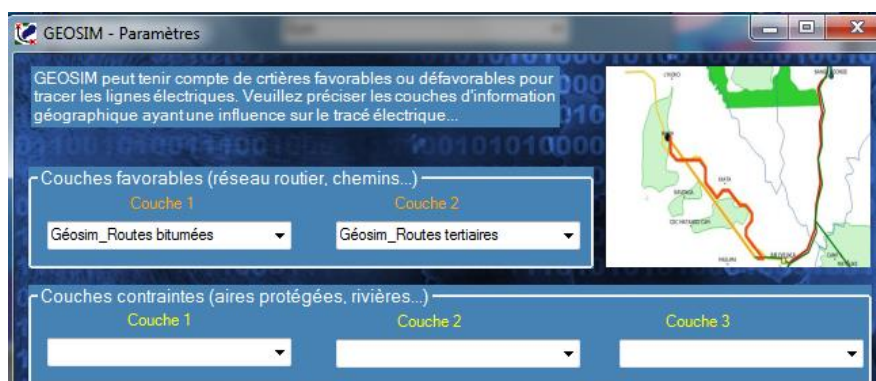 GEOSIM - Paramètres
GEOSIM peut tenir compte de crtières favorables ou défavorables pour
tracer les lignes électriques. Veuillez préciser les couches d'information
géographique ayant une influence sur le tracé électrique...
Couches favorables (réseau routier, chemins...)
Couche 1 Couche 2
Géosim_Routes bitumées Géosim_Routes tertiaires
Couches contraintes (aires protégées, rivières...)
Couche 1 Couche 2 Couche 3